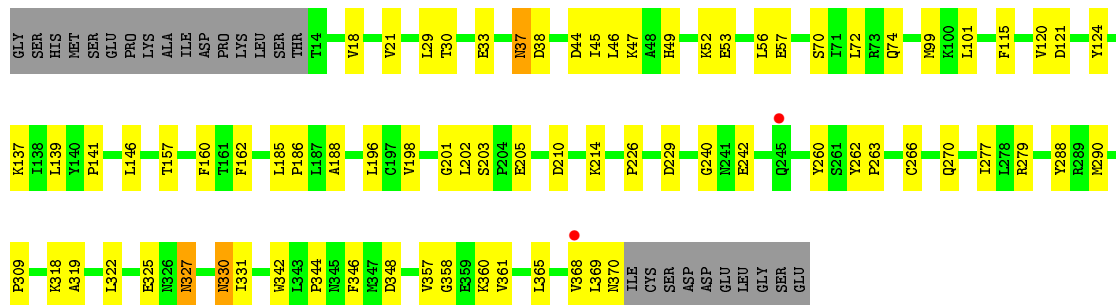 GLY SER HIS MET SER GLU PRO LYS ALA ILE ASP PRO LYS LEU SER THR T14 V18 V21 L29 T30 E33 N37 D38 D44 I45 L46 K47 A48 H49 K52 E53 L56 E57 S70 I71 L72 R73 Q74 M99 K100 L101 F115 V120 D121 Y124
K137 I138 L139 Y140 P141 L146 T157 F160 T161 F162 L185 P186 L187 A188 L196 C197 V198 G201 L202 S203 P204 E205 D210 K214 P226 D229 G240 N241 E242 Q245 Y260 S261 Y262 P263 C266 Q270 I277 L278 R279 Y288 R289 M290
P309 K318 A319 L322 E325 N326 N327 N330 V331 W342 L343 P344 N345 F346 M347 D348 V357 G358 E359 K360 V361 L365 V368 L369 N370 ILE CYS SER ASP ASP GLU LEU GLY SER GLU